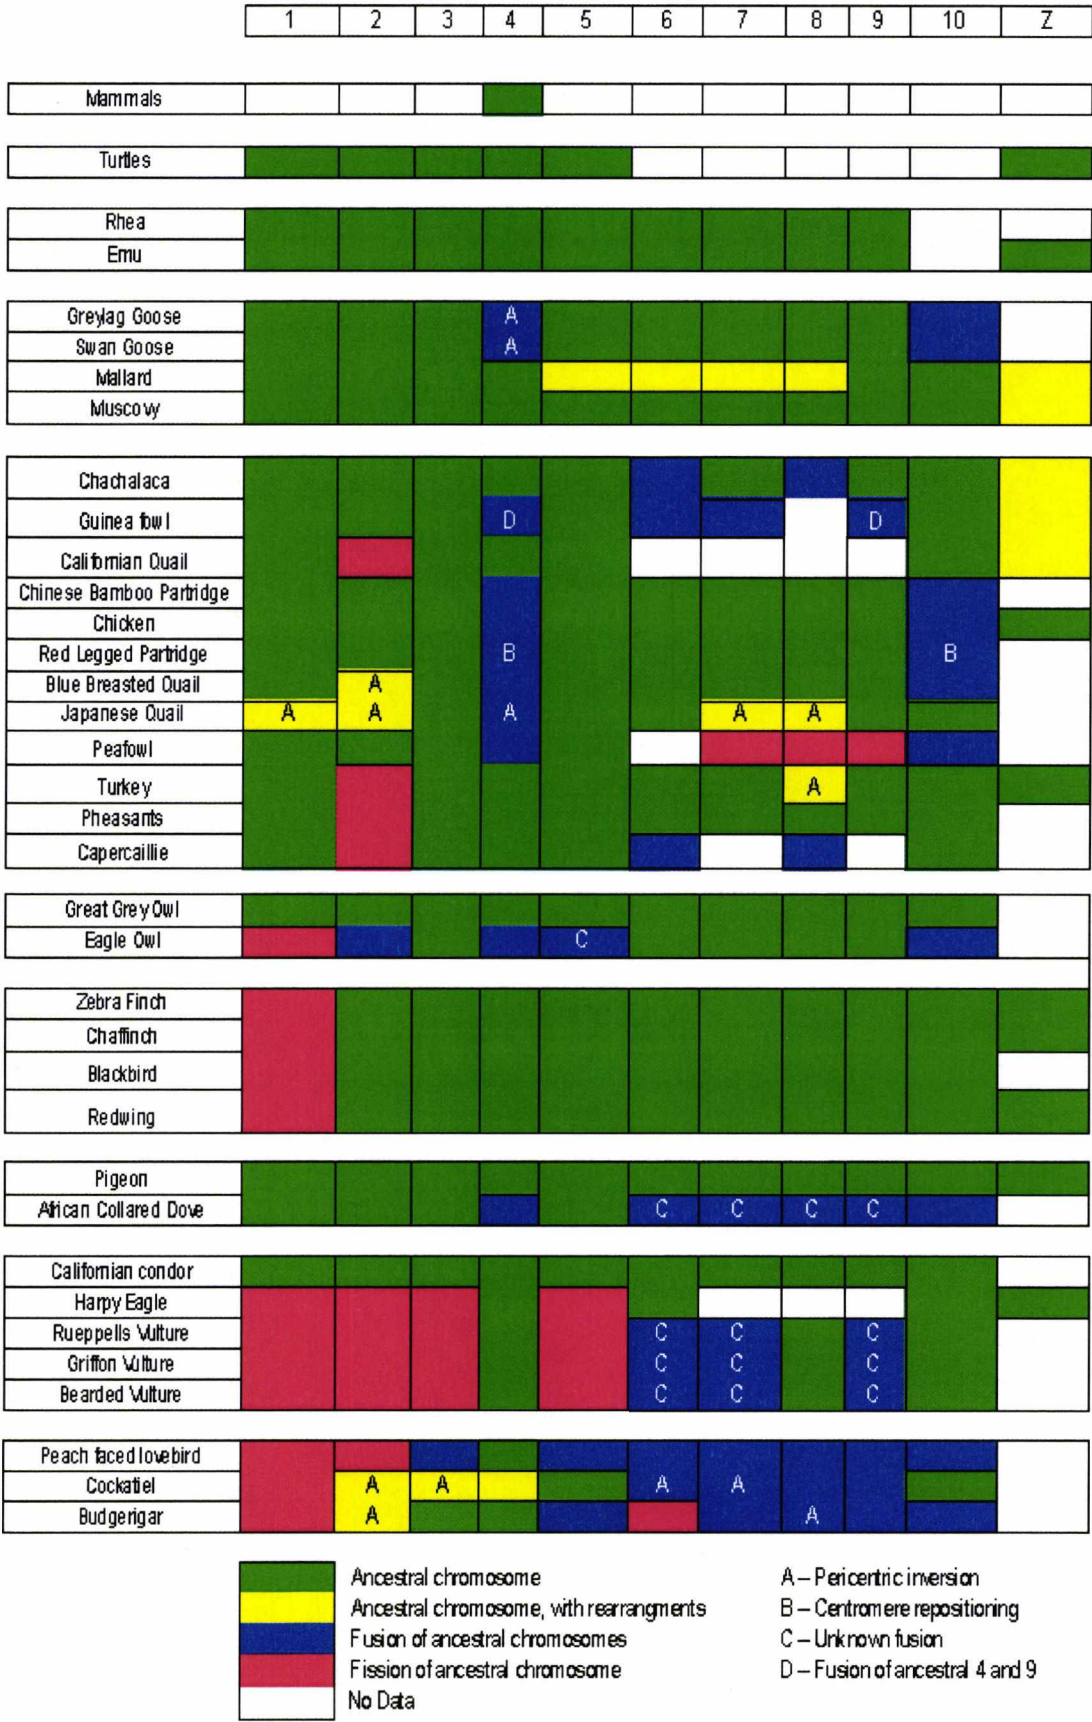 1 2 3 4 5 6 7 8 9 10 Z
Mammals
Turtles
Rhea
Emu
Greylag Goose A
Swan Goose A
Mallard
Muscovy
Chachalaca
Guinea fowl D D
Californian Quail
Chinese Bamboo Partridge
Chicken
Red Legged Partridge B B
Blue Breasted Quail A
Japanese Quail A A A A A
Peafowl
Turkey A
Pheasants
Capercaillie
Great Grey Owl
Eagle Owl C
Zebra Finch
Chaffinch
Blackbird
Redwing
Pigeon
African Collared Dove C C C C
Californian condor
Harpy Eagle
Rueppells Vulture C C C
Griffon Vulture C C C
Bearded Vulture C C C
Peach faced lovebird
Cockatiel A A A A
Budgerigar A A
Ancestral chromosome A – Pericentric inversion
Ancestral chromosome, with rearrangments B – Centromere repositioning
Fusion of ancestral chromosomes C – Unknown fusion
Fission of ancestral chromosome D – Fusion of ancestral 4 and 9
No Data